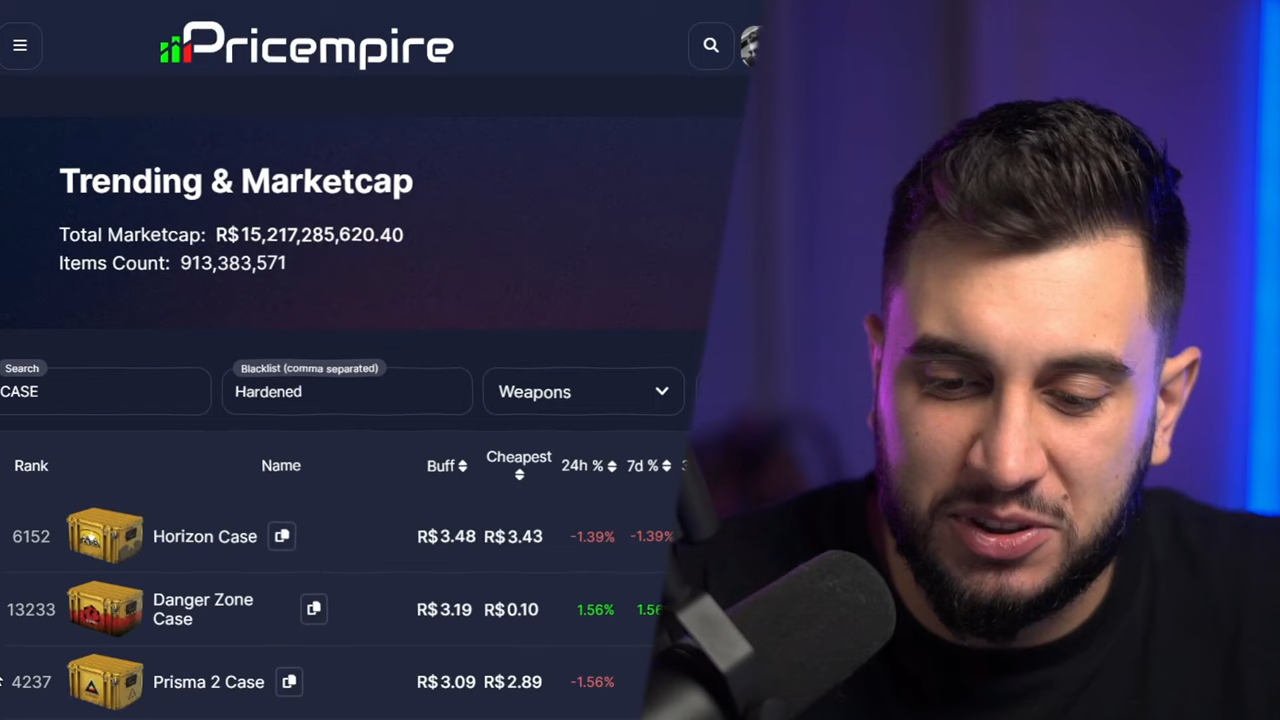 Pricempire
Trending & Marketcap
Total Marketcap: R$15,217,285,620.40
Items Count: 913,383,571
Search
CASE
Blacklist (comma separated)
Hardened
Weapons
Rank Name Buff Cheapest 24h % 7d %
6152 Horizon Case R$3.48 R$3.43 -1.39% -1.39%
13233 Danger Zone Case R$3.19 R$0.10 1.56% 1.56
4237 Prisma 2 Case R$3.09 R$2.89 -1.56%